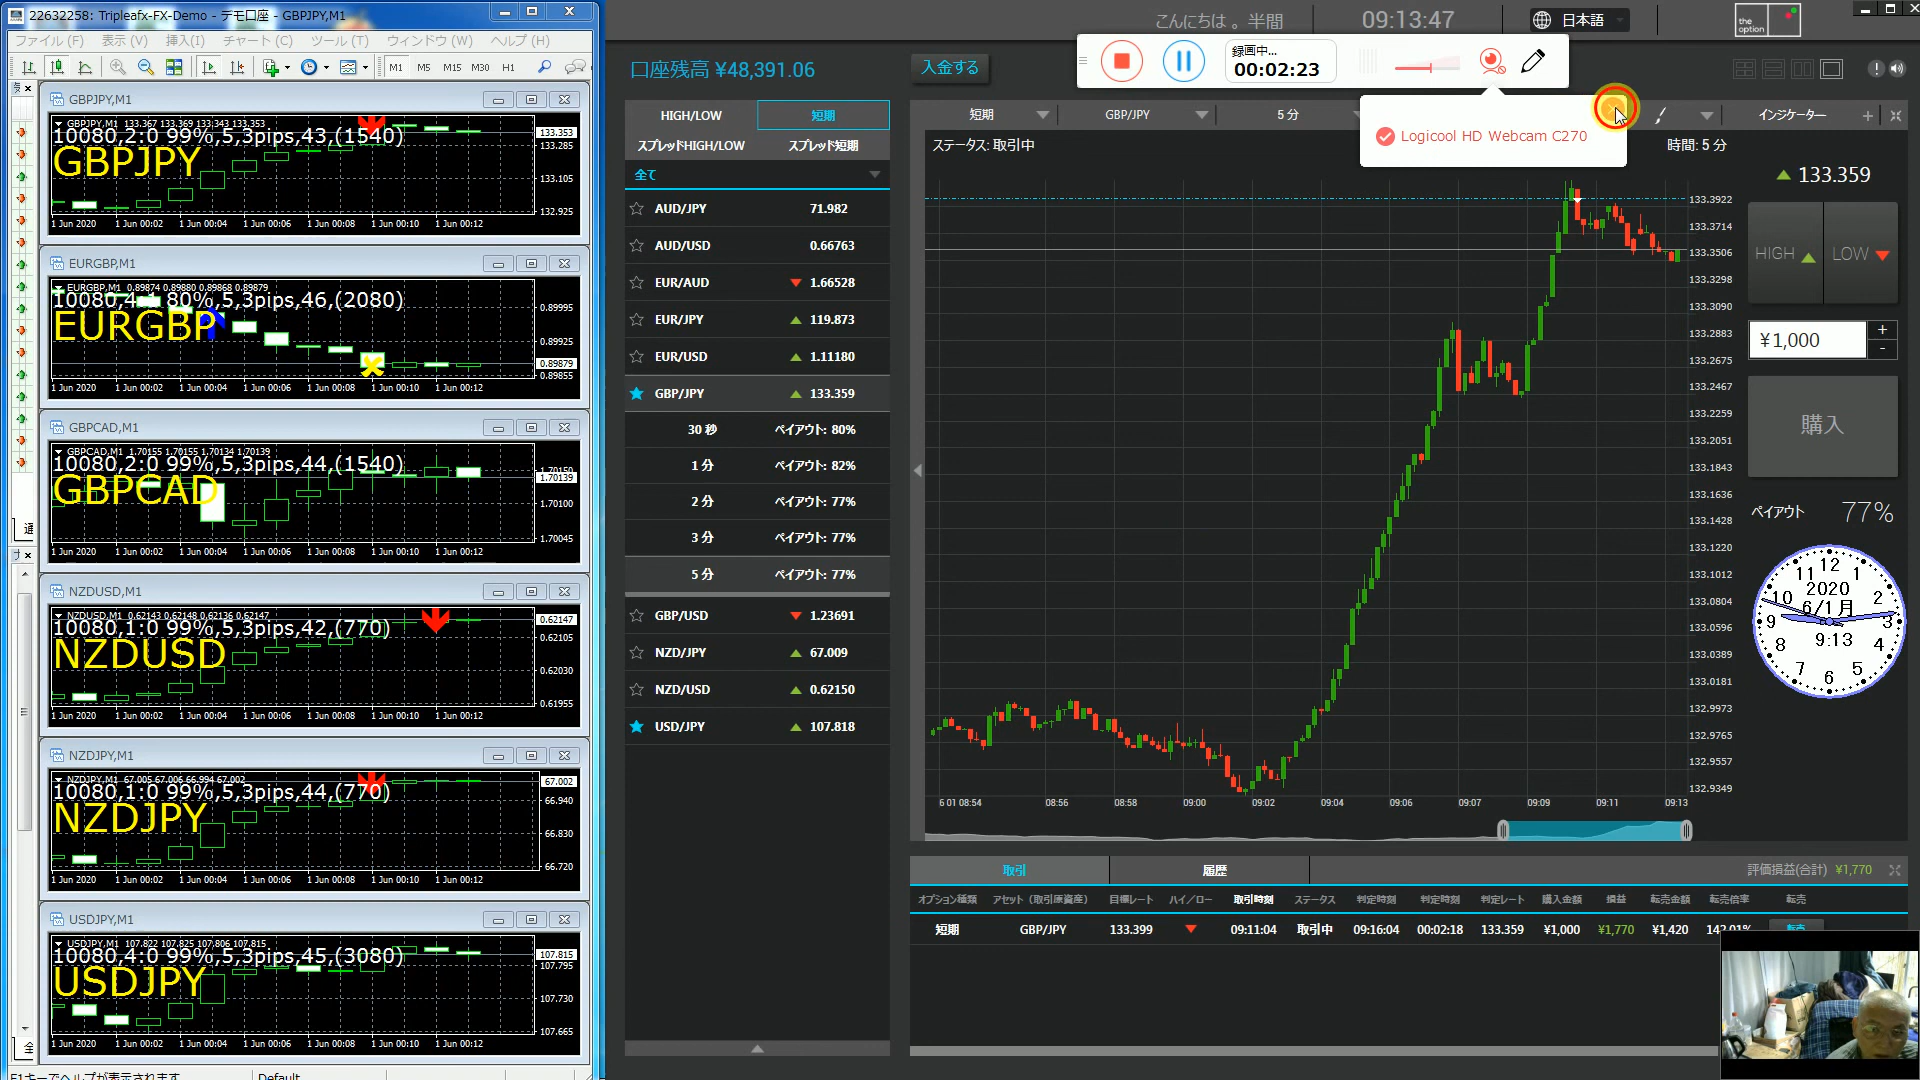 22632258: Tripleafx-FX-Demo - デモ口座 - GBPJPY,M1
ファイル (F) 表示 (V) 挿入(I) チャート (C) ツール (T) ウィンドウ (W) ヘルプ (H)
M1 M5 M15 M30 H1
GBPJPY,M1
GBPJPY,M1 133.367 133.369 133.343 133.353
10080,2:0 99%,5,3pips,43,(1540)
GBPJPY
133.353
133.285
133.105
132.925
1 Jun 2020 1 Jun 00:02 1 Jun 00:04 1 Jun 00:06 1 Jun 00:08 1 Jun 00:10 1 Jun 00:12
EURGBP,M1
EURGBP,M1 0.89874 0.89880 0.89868 0.89879
10080,4:1 80%,5,3pips,46,(2080)
EURGBP
0.89995
0.89925
0.89879
0.89855
1 Jun 2020 1 Jun 00:02 1 Jun 00:04 1 Jun 00:06 1 Jun 00:08 1 Jun 00:10 1 Jun 00:12
GBPCAD,M1
GBPCAD,M1 1.70155 1.70155 1.70134 1.70139
10080,2:0 99%,5,3pips,44,(1540)
GBPCAD
1.70150
1.70139
1.70100
1.70045
1 Jun 2020 1 Jun 00:02 1 Jun 00:04 1 Jun 00:06 1 Jun 00:08 1 Jun 00:10 1 Jun 00:12
NZDUSD,M1
NZDUSD,M1 0.62143 0.62148 0.62136 0.62147
10080,1:0 99%,5,3pips,42,(770)
NZDUSD
0.62147
0.62105
0.62030
0.61955
1 Jun 2020 1 Jun 00:02 1 Jun 00:04 1 Jun 00:06 1 Jun 00:08 1 Jun 00:10 1 Jun 00:12
NZDJPY,M1
NZDJPY,M1 67.005 67.006 66.994 67.002
10080,1:0 99%,5,3pips,44,(770)
NZDJPY
67.002
66.940
66.830
66.720
1 Jun 2020 1 Jun 00:02 1 Jun 00:04 1 Jun 00:06 1 Jun 00:08 1 Jun 00:10 1 Jun 00:12
USDJPY,M1
USDJPY,M1 107.822 107.825 107.806 107.815
10080,4:0 99%,5,3pips,45,(3080)
USDJPY
107.815
107.795
107.730
107.665
1 Jun 2020 1 Jun 00:02 1 Jun 00:04 1 Jun 00:06 1 Jun 00:08 1 Jun 00:10 1 Jun 00:12
F1キーでヘルプが表示されます Default
こんにちは 。半間 09:13:47 日本語
the option
口座残高 ¥48,391.06 入金する
録画中...
00:02:23
Logicool HD Webcam C270
HIGH/LOW 短期
スプレッドHIGH/LOW スプレッド短期
全て
AUD/JPY 71.982
AUD/USD 0.66763
EUR/AUD 1.66528
EUR/JPY 119.873
EUR/USD 1.11180
GBP/JPY 133.359
30 秒 ペイアウト: 80%
1 分 ペイアウト: 82%
2 分 ペイアウト: 77%
3 分 ペイアウト: 77%
5 分 ペイアウト: 77%
GBP/USD 1.23691
NZD/JPY 67.009
NZD/USD 0.62150
USD/JPY 107.818
短期 GBP/JPY 5 分 インジケーター
ステータス: 取引中 時間: 5 分
133.3922
133.3714
133.3506
133.3298
133.3090
133.2883
133.2675
133.2467
133.2259
133.2051
133.1843
133.1636
133.1428
133.1220
133.1012
133.0804
133.0596
133.0389
133.0181
132.9973
132.9765
132.9557
132.9349
6 01 08:54 08:56 08:58 09:00 09:02 09:04 09:06 09:07 09:09 09:11 09:13
133.359
HIGH LOW
¥1,000 + -
購入
ペイアウト 77%
12 1 2 3 4 5 6 7 8 9 10 11
2020
6/1月
9:13
取引 履歴 評価損益(合計) ¥1,770
オプション種類 アセット (取引原資産) 目標レート ハイ/ロー 取引時刻 ステータス 判定時刻 判定時刻 判定レート 購入金額 損益 転売金額 転売倍率 転売
短期 GBP/JPY 133.399 09:11:04 取引中 09:16:04 00:02:18 133.359 ¥1,000 ¥1,770 ¥1,420 142.01%